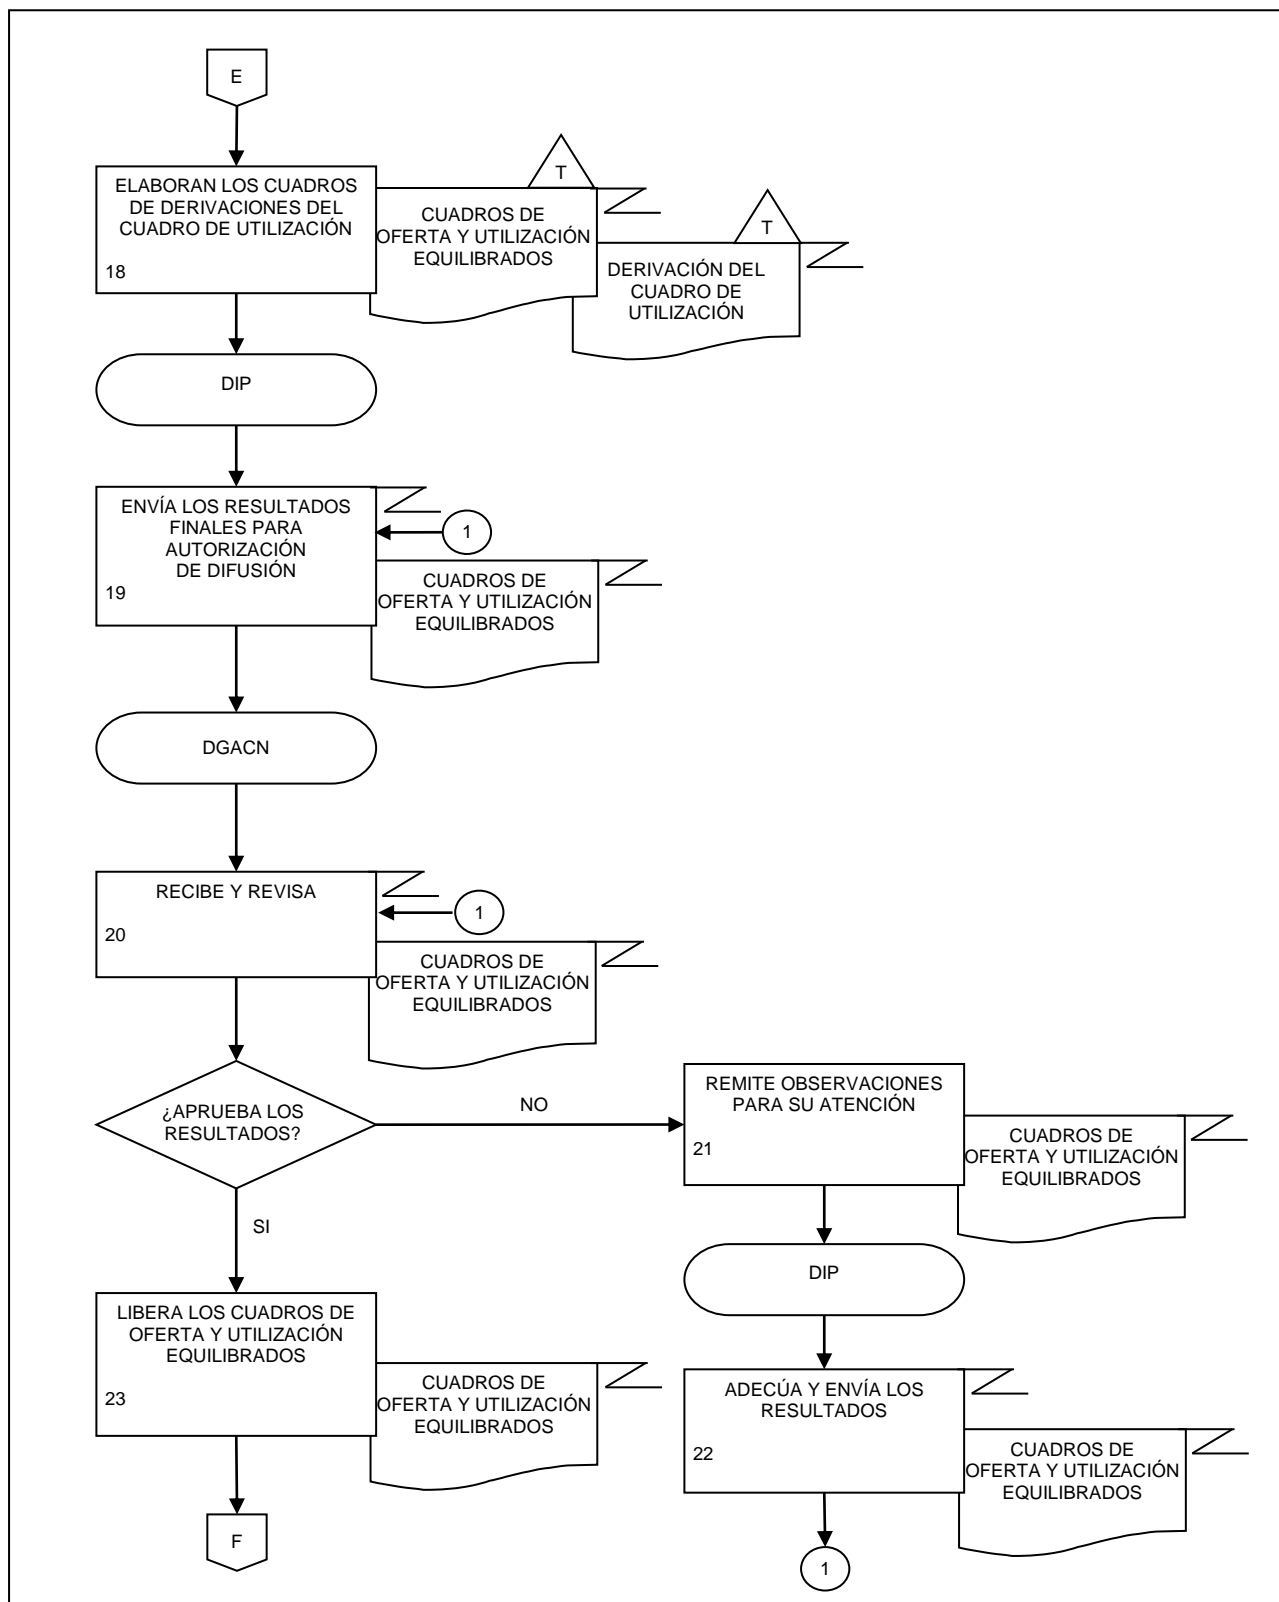 E
ELABORAN LOS CUADROS
DE DERIVACIONES DEL
CUADRO DE UTILIZACIÓN
18
T
CUADROS DE
OFERTA Y UTILIZACIÓN
EQUILIBRADOS
T
DERIVACIÓN DEL
CUADRO DE
UTILIZACIÓN
DIP
ENVÍA LOS RESULTADOS
FINALES PARA
AUTORIZACIÓN
DE DIFUSIÓN
19
1
CUADROS DE
OFERTA Y UTILIZACIÓN
EQUILIBRADOS
DGACN
RECIBE Y REVISA
20
1
CUADROS DE
OFERTA Y UTILIZACIÓN
EQUILIBRADOS
¿APRUEBA LOS
RESULTADOS?
NO
REMITE OBSERVACIONES
PARA SU ATENCIÓN
21
CUADROS DE
OFERTA Y UTILIZACIÓN
EQUILIBRADOS
SI
DIP
LIBERA LOS CUADROS DE
OFERTA Y UTILIZACIÓN
EQUILIBRADOS
23
CUADROS DE
OFERTA Y UTILIZACIÓN
EQUILIBRADOS
ADECÚA Y ENVÍA LOS
RESULTADOS
22
CUADROS DE
OFERTA Y UTILIZACIÓN
EQUILIBRADOS
F
1